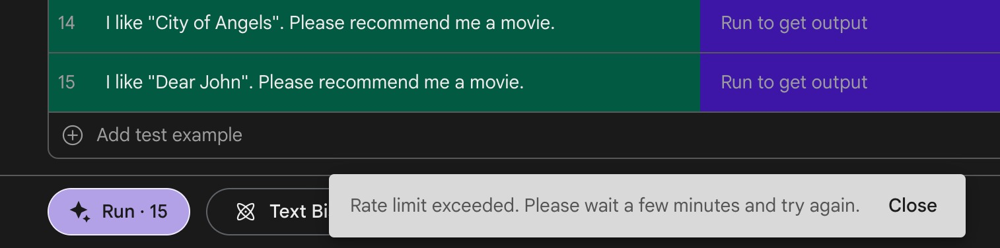 14 I like "City of Angels". Please recommend me a movie. Run to get output
15 I like "Dear John". Please recommend me a movie. Run to get output
Add test example
Run · 15 Text Bi
Rate limit exceeded. Please wait a few minutes and try again. Close